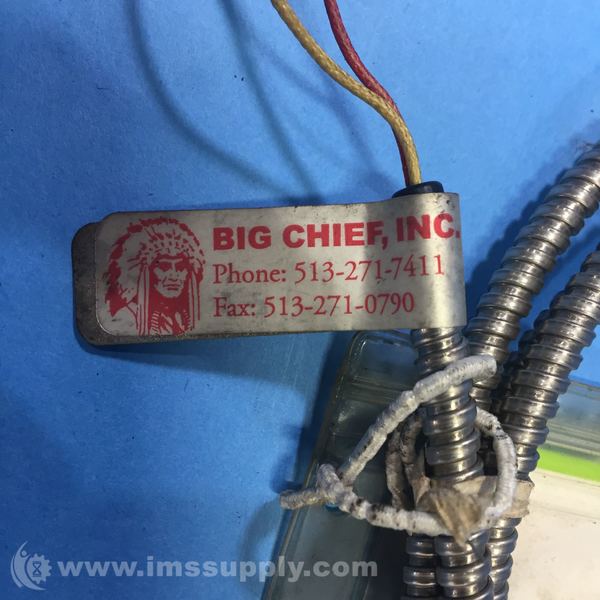 BIG CHIEF, INC.
Phone: 513-271-7411
Fax: 513-271-0790
www.imssupply.com